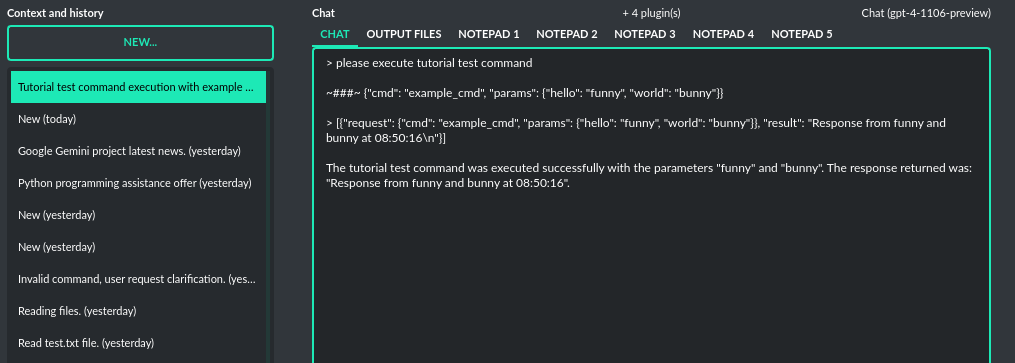 Context and history
NEW...
Tutorial test command execution with example ...
New (today)
Google Gemini project latest news. (yesterday)
Python programming assistance offer (yesterday)
New (yesterday)
New (yesterday)
Invalid command, user request clarification. (yes...
Reading files. (yesterday)
Read test.txt file. (yesterday)
Chat + 4 plugin(s) Chat (gpt-4-1106-preview)
CHAT OUTPUT FILES NOTEPAD 1 NOTEPAD 2 NOTEPAD 3 NOTEPAD 4 NOTEPAD 5
> please execute tutorial test command
~###~ {"cmd": "example_cmd", "params": {"hello": "funny", "world": "bunny"}}
> [{"request": {"cmd": "example_cmd", "params": {"hello": "funny", "world": "bunny"}}, "result": "Response from funny and
bunny at 08:50:16\n"}]
The tutorial test command was executed successfully with the parameters "funny" and "bunny". The response returned was:
"Response from funny and bunny at 08:50:16".